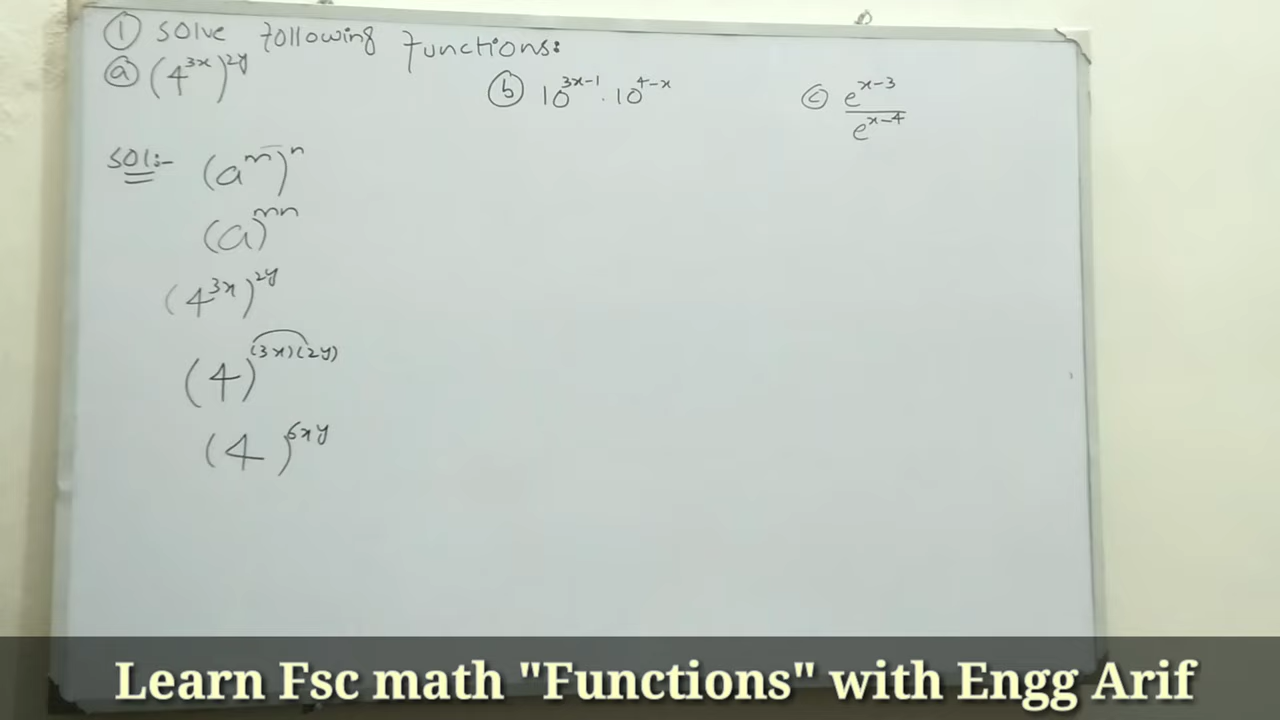 ① Solve following Functions:
ⓐ (4^3x)^2y
ⓑ 10^3x-1 . 10^4-x
ⓒ e^x-3 / e^x-4
Sol:-
(a^m)^n
(a)^mn
(4^3x)^2y
(4)^(3x)(2y)
(4)^6xy
Learn Fsc math "Functions" with Engg Arif